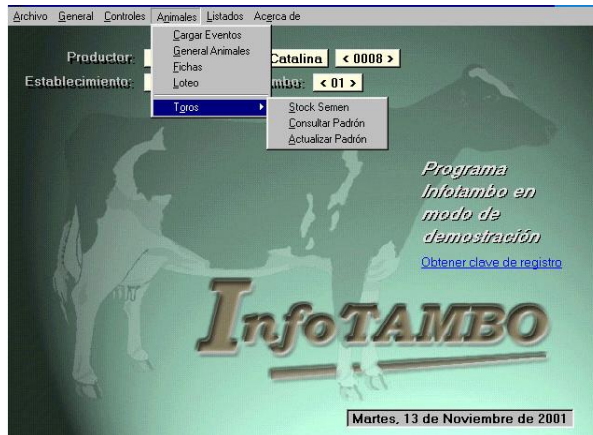 Archivo General Controles Animales Listados Acerca de
Cargar Eventos
General Animales
Fichas
Loteo
Toros
Stock Semen
Consultar Padrón
Actualizar Padrón
Productor: Catalina < 0008 >
Establecimiento: < 01 >
Programa
Infotambo en
modo de
demostración
Obtener clave de registro
InfoTAMBO
Martes, 13 de Noviembre de 2001